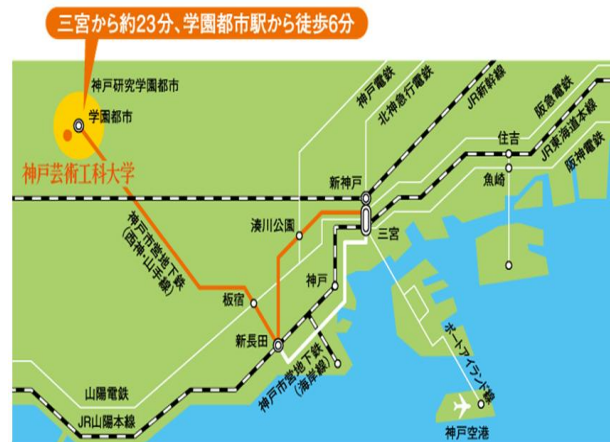 三宮から約23分、学園都市駅から徒歩6分
神戸研究学園都市
学園都市
神戸芸術工科大学
神戸電鉄
北神急行電鉄
JR新幹線
阪急電鉄
JR東海道本線
阪神電鉄
住吉
魚崎
新神戸
湊川公園
三宮
神戸市営地下鉄
(西神・山手線)
神戸
板宿
新長田
神戸市営地下鉄
(海岸線)
ポートアイランド線
山陽電鉄
JR山陽本線
神戸空港